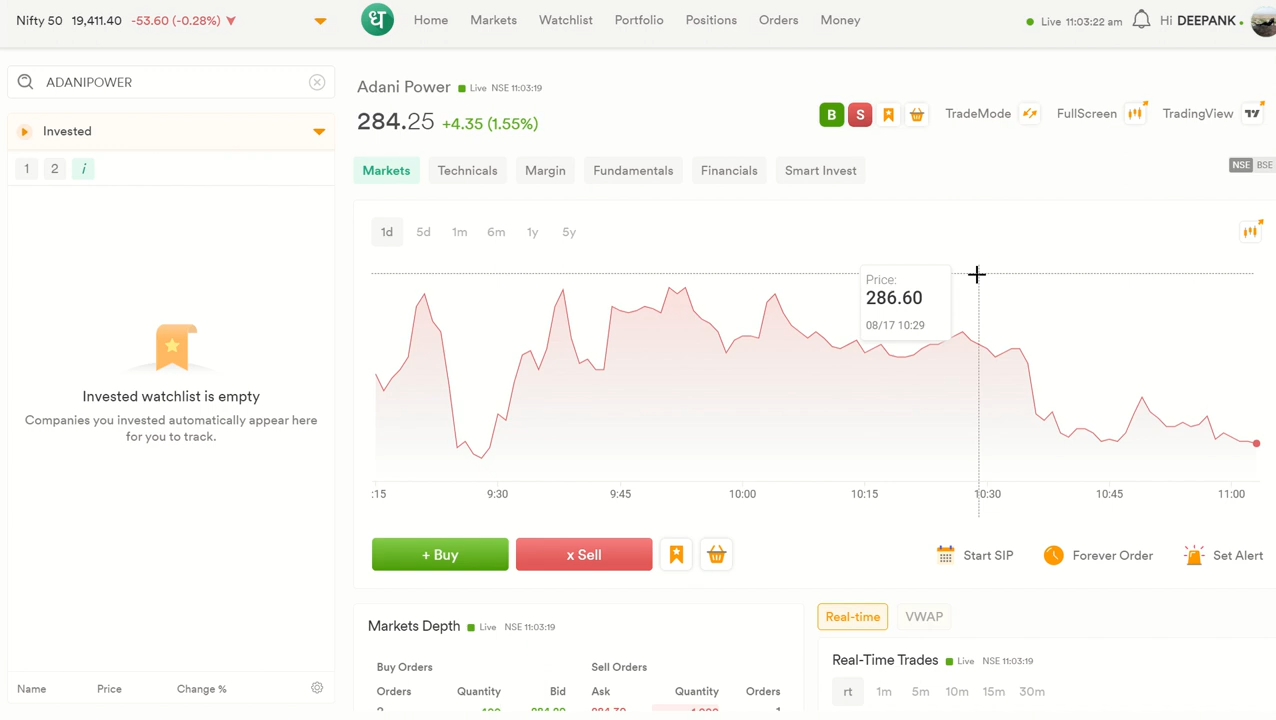 Nifty 50 19,411.40 -53.60 (-0.28%)
ध
Home Markets Watchlist Portfolio Positions Orders Money
Live 11:03:22 am Hi DEEPANK
ADANIPOWER
Invested
1 2 i
Invested watchlist is empty
Companies you invested automatically appear here
for you to track.
Name Price Change %
Adani Power Live NSE 11:03:19
284.25 +4.35 (1.55%)
B S TradeMode FullScreen TradingView
Markets Technicals Margin Fundamentals Financials Smart Invest
NSE BSE
1d 5d 1m 6m 1y 5y
Price:
286.60
08/17 10:29
:15 9:30 9:45 10:00 10:15 10:30 10:45 11:00
+ Buy x Sell
Start SIP Forever Order Set Alert
Markets Depth Live NSE 11:03:19
Buy Orders Sell Orders
Orders Quantity Bid Ask Quantity Orders
Real-time VWAP
Real-Time Trades Live NSE 11:03:19
rt 1m 5m 10m 15m 30m